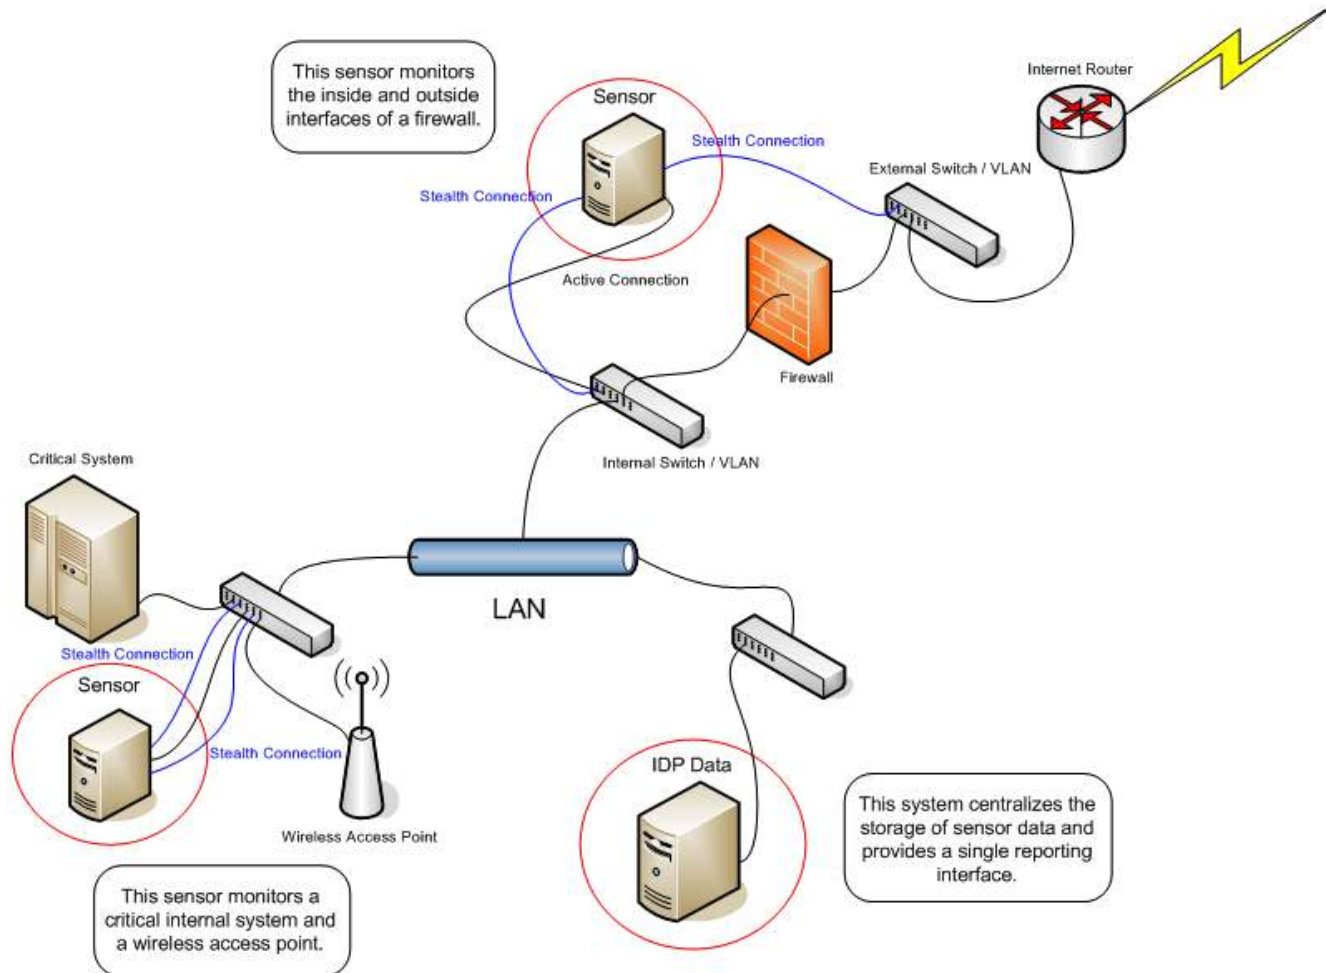 This sensor monitors
the inside and outside
interfaces of a firewall.
Sensor
Internet Router
Stealth Connection
External Switch / VLAN
Stealth Connection
Active Connection
Firewall
Internal Switch / VLAN
Critical System
LAN
Stealth Connection
Sensor
Stealth Connection
IDP Data
Wireless Access Point
This system centralizes the
storage of sensor data and
provides a single reporting
interface.
This sensor monitors a
critical internal system and
a wireless access point.